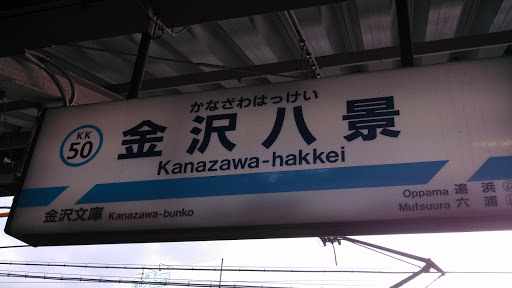 かなざわはっけい
KK
50
金沢八景
Kanazawa-hakkei
金沢文庫 Kanazawa-bunko
Oppama 追浜
Mutsuura 六浦